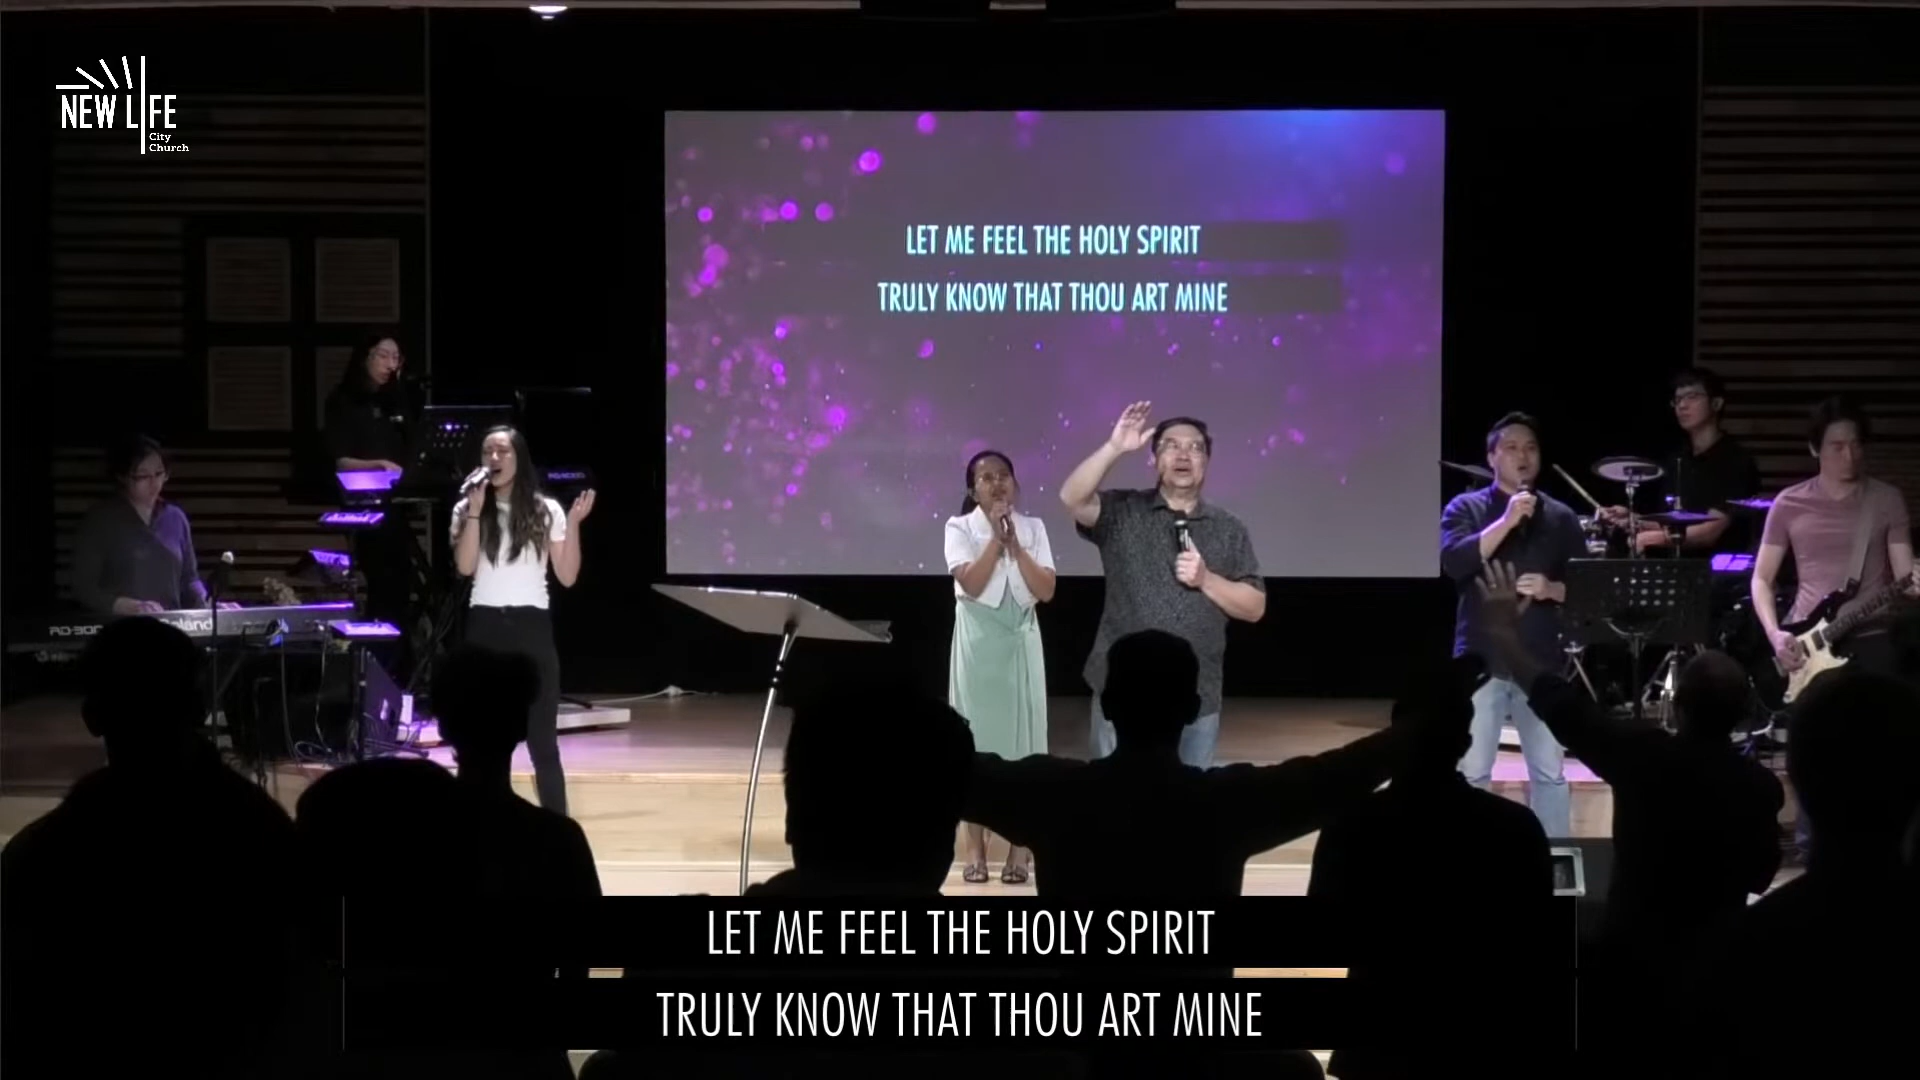 NEW LIFE
City
Church
LET ME FEEL THE HOLY SPIRIT
TRULY KNOW THAT THOU ART MINE
Roland
LET ME FEEL THE HOLY SPIRIT
TRULY KNOW THAT THOU ART MINE